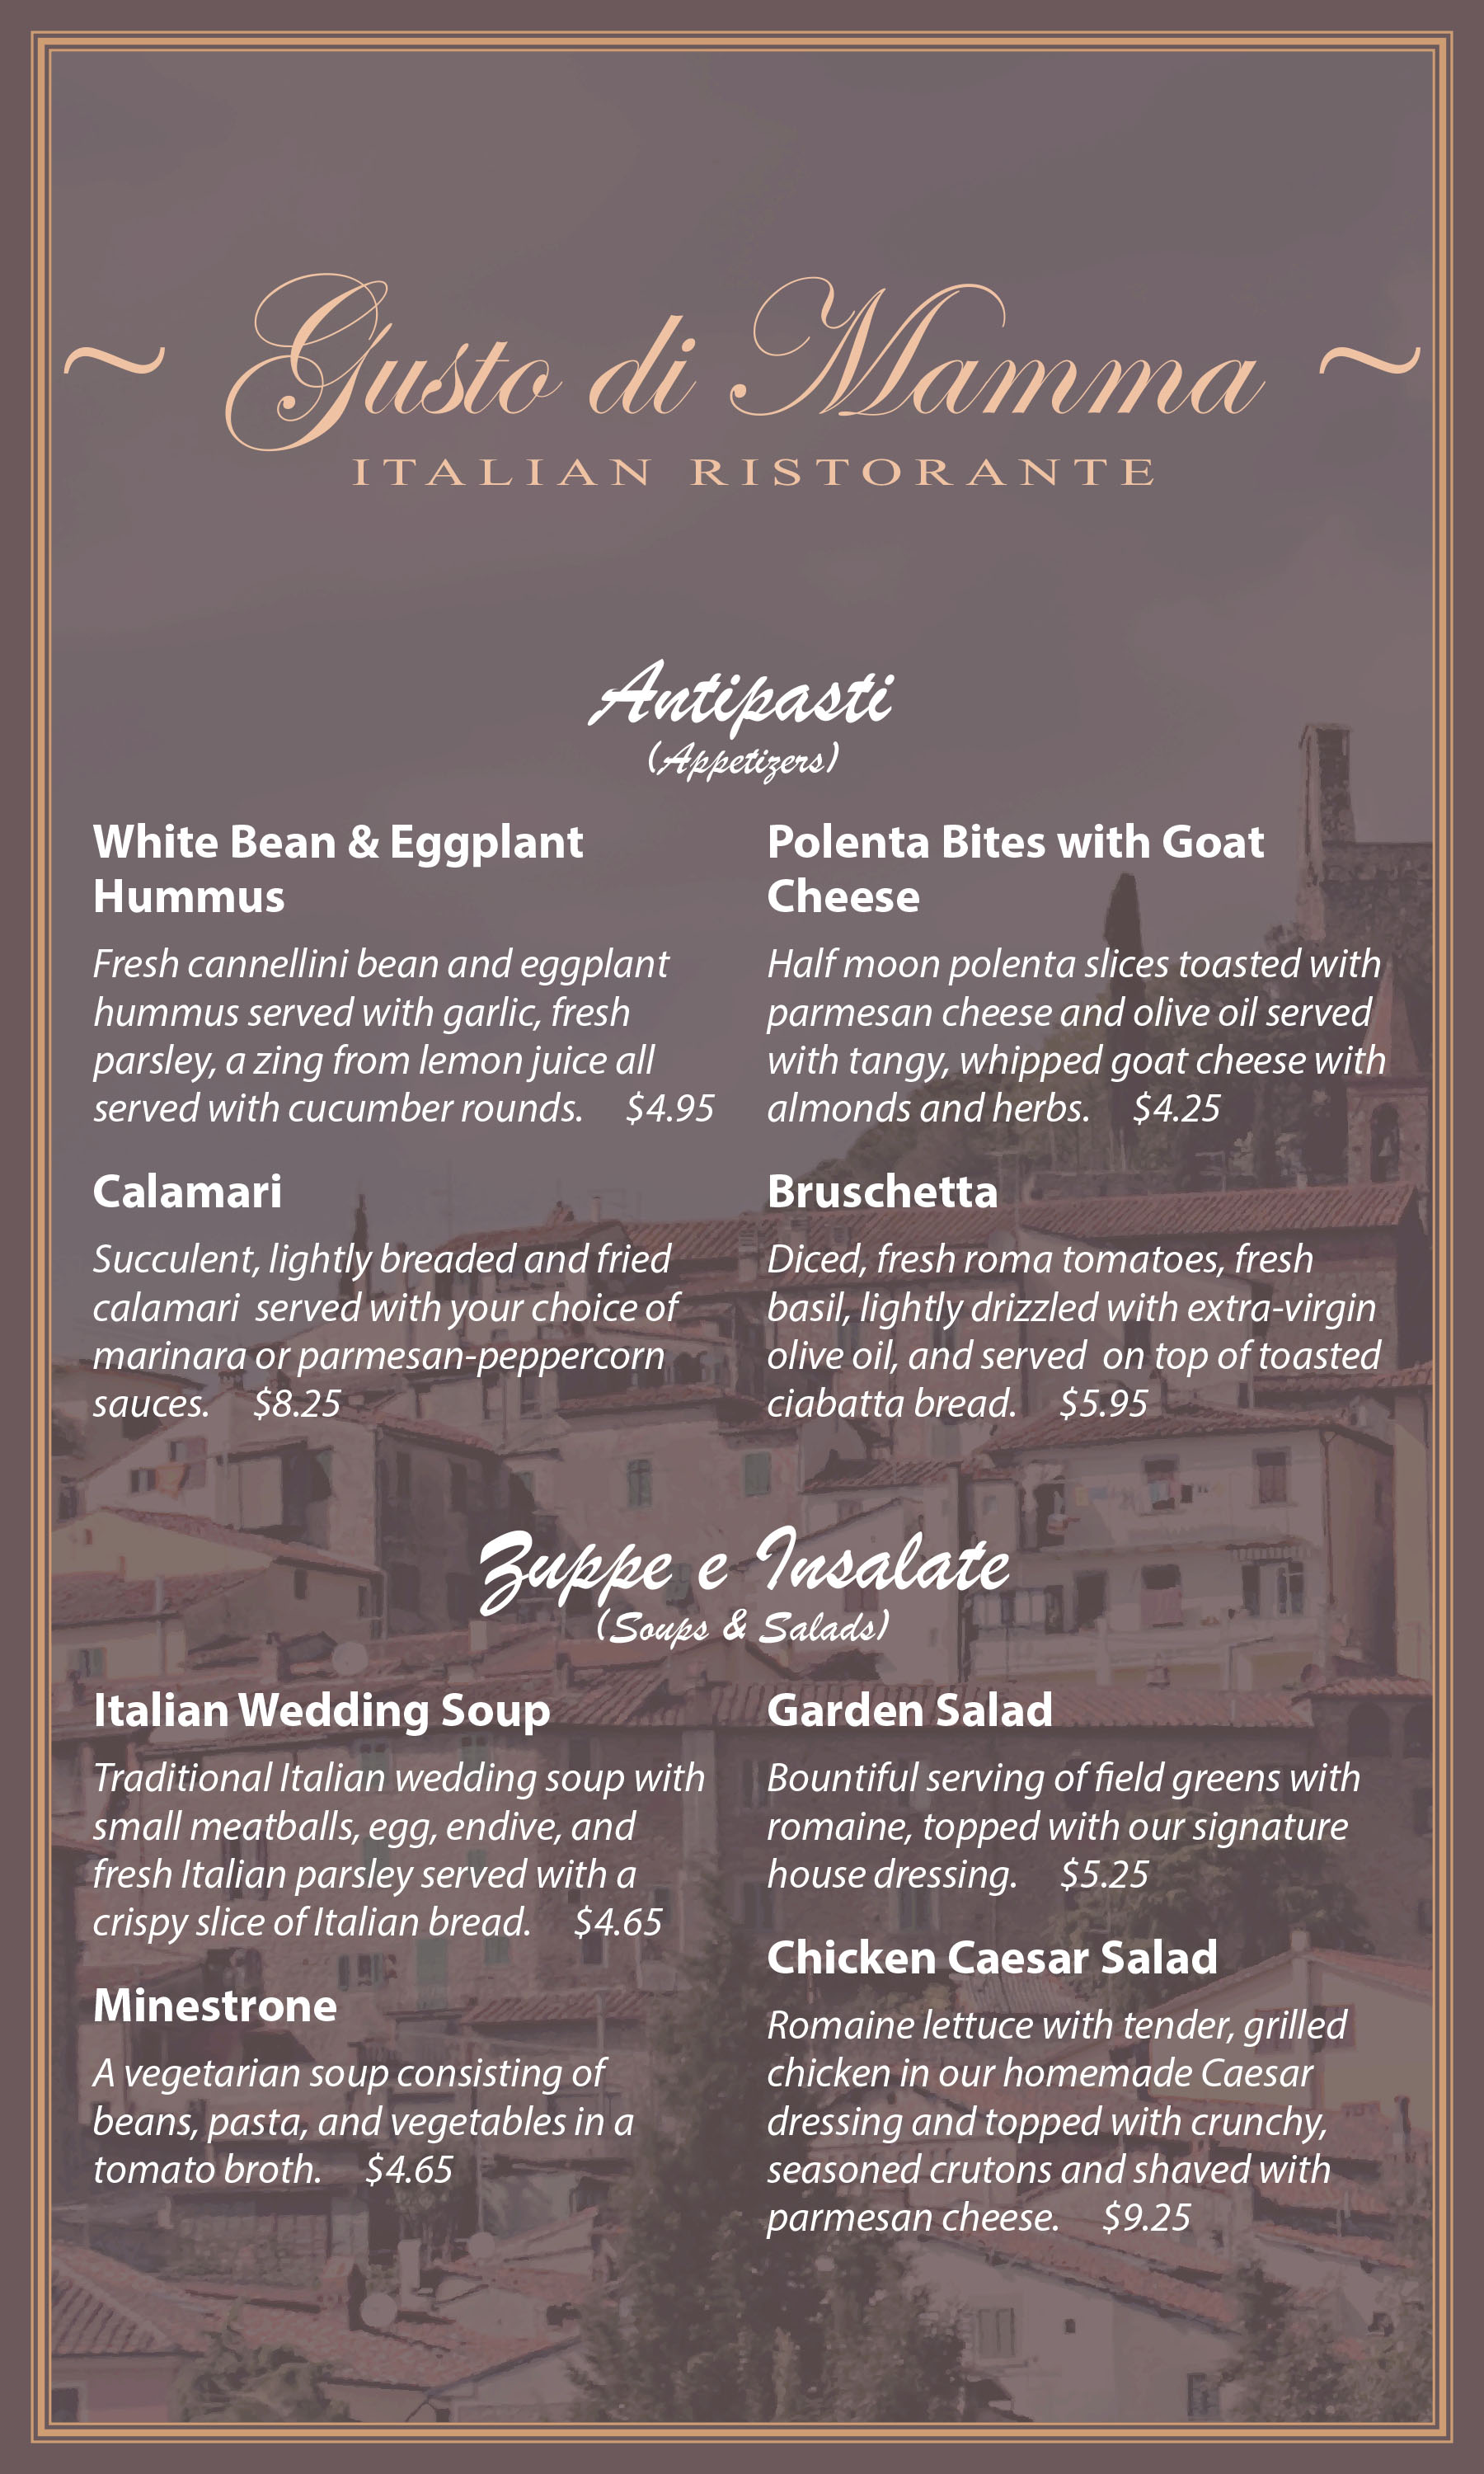 ~ Gusto di Mamma ~
ITALIAN RISTORANTE
Antipasti
(Appetizers)
White Bean & Eggplant
Hummus
Fresh cannellini bean and eggplant
hummus served with garlic, fresh
parsley, a zing from lemon juice all
served with cucumber rounds. $4.95
Calamari
Succulent, lightly breaded and fried
calamari served with your choice of
marinara or parmesan-peppercorn
sauces. $8.25
Polenta Bites with Goat
Cheese
Half moon polenta slices toasted with
parmesan cheese and olive oil served
with tangy, whipped goat cheese with
almonds and herbs. $4.25
Bruschetta
Diced, fresh roma tomatoes, fresh
basil, lightly drizzled with extra-virgin
olive oil, and served on top of toasted
ciabatta bread. $5.95
Zuppe e Insalate
(Soups & Salads)
Italian Wedding Soup
Traditional Italian wedding soup with
small meatballs, egg, endive, and
fresh Italian parsley served with a
crispy slice of Italian bread. $4.65
Minestrone
A vegetarian soup consisting of
beans, pasta, and vegetables in a
tomato broth. $4.65
Garden Salad
Bountiful serving of field greens with
romaine, topped with our signature
house dressing. $5.25
Chicken Caesar Salad
Romaine lettuce with tender, grilled
chicken in our homemade Caesar
dressing and topped with crunchy,
seasoned crutons and shaved with
parmesan cheese. $9.25